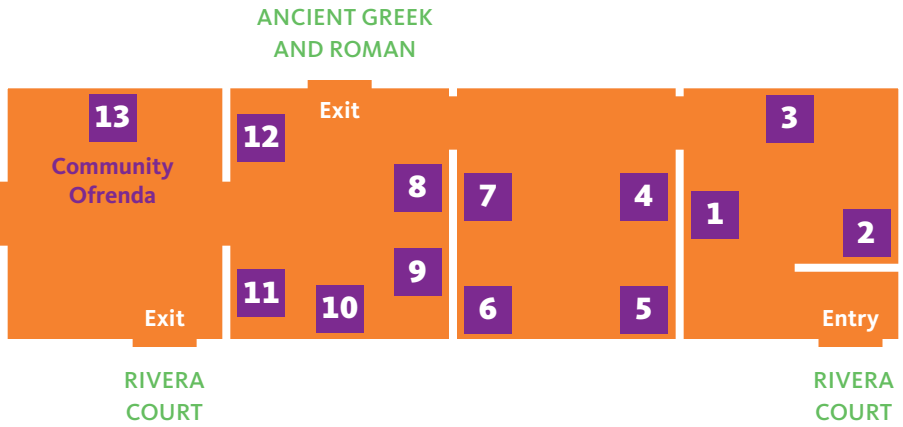 ANCIENT GREEK
AND ROMAN
Exit
13
Community
Ofrenda
12
8
7
4
3
1
2
9
11
10
6
5
Exit
Entry
RIVERA
COURT
RIVERA
COURT